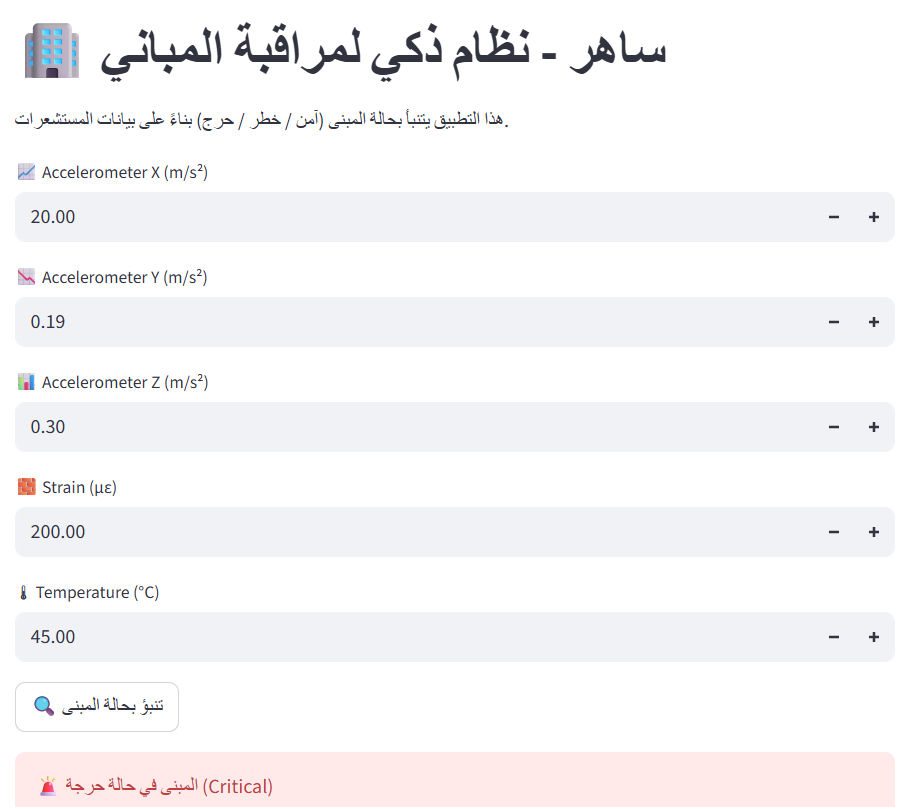 ساهر - نظام ذكي لمراقبة المباني
هذا التطبيق يتنبأ بحالة المبنى (آمن / خطر / حرج) بناءً على بيانات المستشعرات.
Accelerometer X (m/s²)
20.00
Accelerometer Y (m/s²)
0.19
Accelerometer Z (m/s²)
0.30
Strain (με)
200.00
Temperature (°C)
45.00
تنبؤ بحالة المبنى
المبنى في حالة حرجة (Critical)